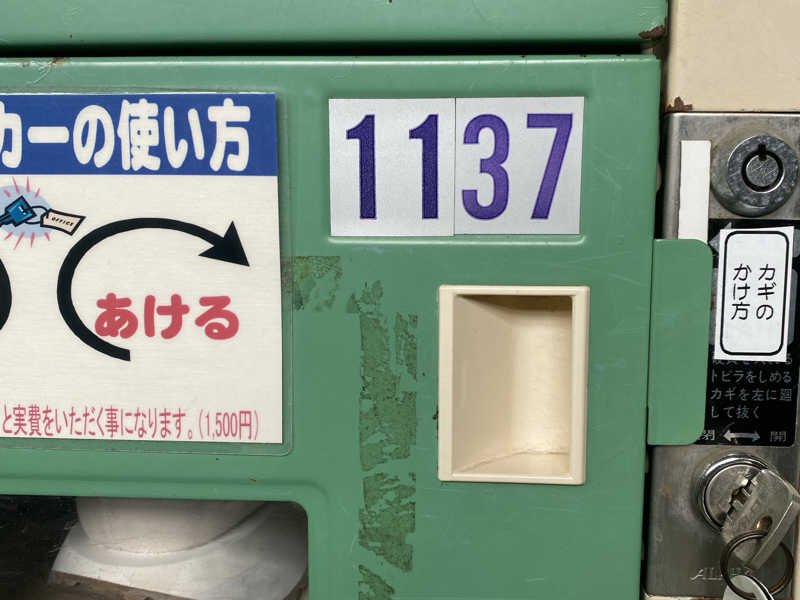 カーの使い方
OFFICE
あける
と実費をいただく事になります。(1,500円)
1137
カギの
かけ方
トビラをしめる
カギを左に廻
して抜く
開
ALPHA